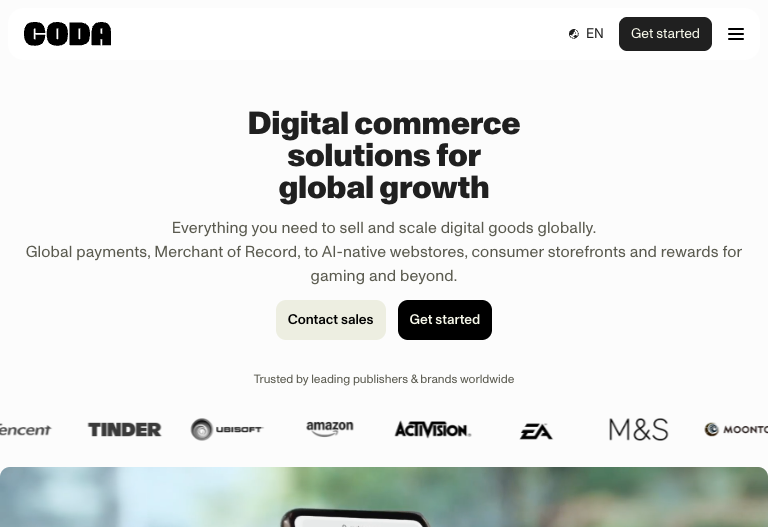 CODA
EN
Get started
Digital commerce
solutions for
global growth
Everything you need to sell and scale digital goods globally.
Global payments, Merchant of Record, to AI-native webstores, consumer storefronts and rewards for
gaming and beyond.
Contact sales
Get started
Trusted by leading publishers & brands worldwide
encent TINDER UBISOFT amazon ACTIVISION. EA M&S MOONTO